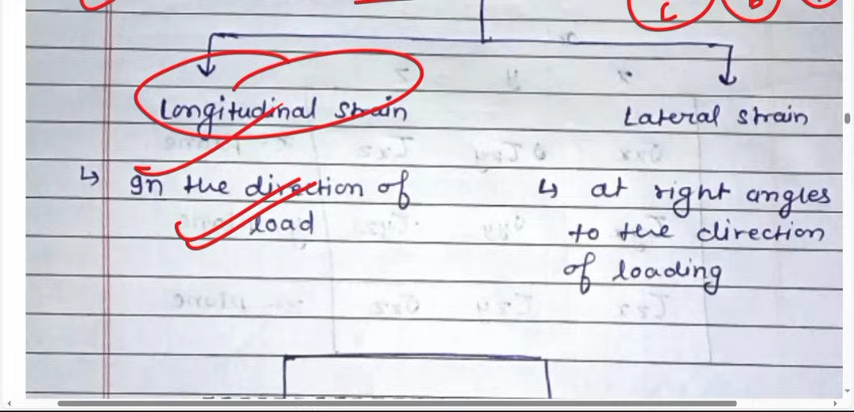 Longitudinal Strain
Lateral strain
↳ In the direction of
load
↳ at right angles
to the direction
of loading